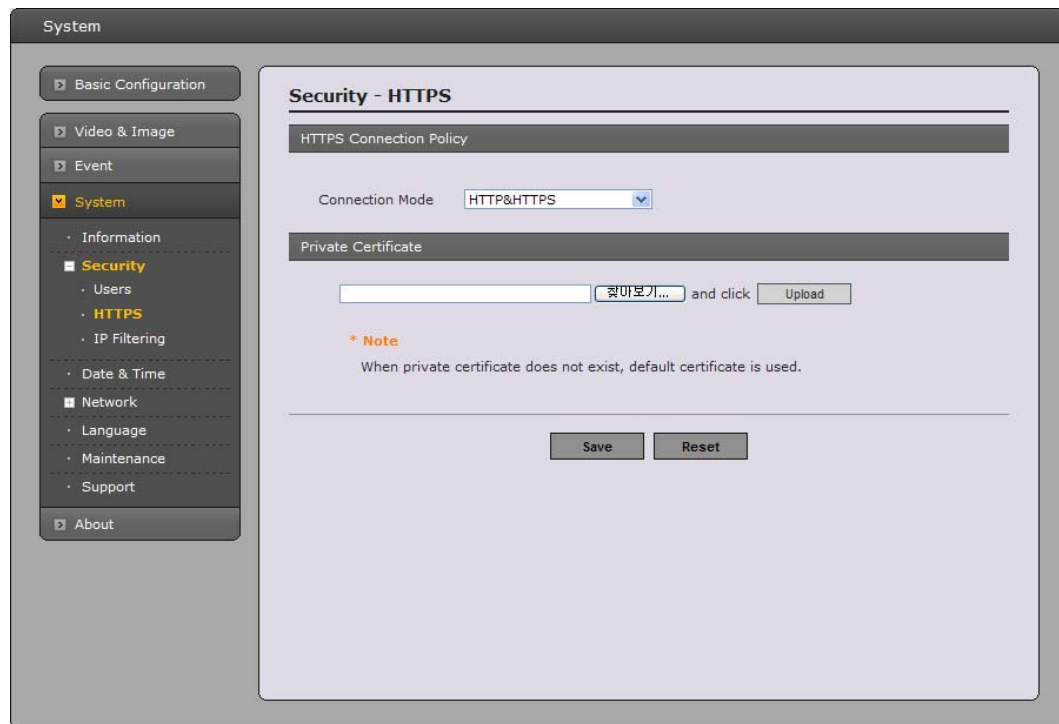 System
Basic Configuration
Video & Image
Event
System
Information
Security
Users
HTTPS
IP Filtering
Date & Time
Network
Language
Maintenance
Support
About
Security - HTTPS
HTTPS Connection Policy
Connection Mode HTTP&HTTPS
Private Certificate
찾아보기... and click Upload
* Note
When private certificate does not exist, default certificate is used.
Save Reset